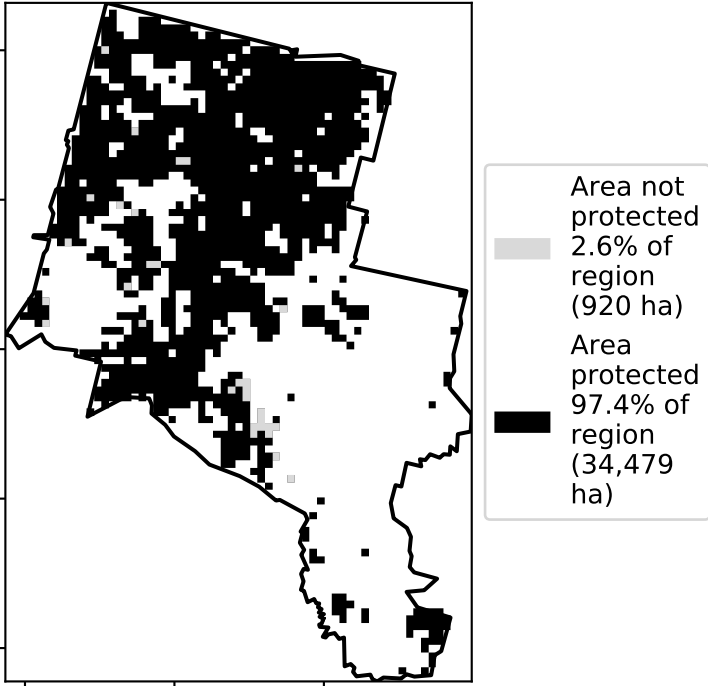 Area not
protected
2.6% of
region
(920 ha)
Area
protected
97.4% of
region
(34,479
ha)